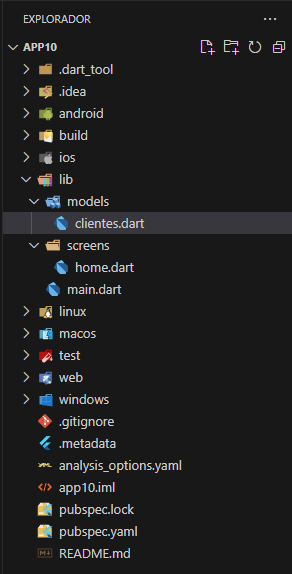 EXPLORADOR
APP10
.dart_tool
.idea
android
build
ios
lib
models
clientes.dart
screens
home.dart
main.dart
linux
macos
test
web
windows
.gitignore
.metadata
analysis_options.yaml
app10.iml
pubspec.lock
pubspec.yaml
README.md